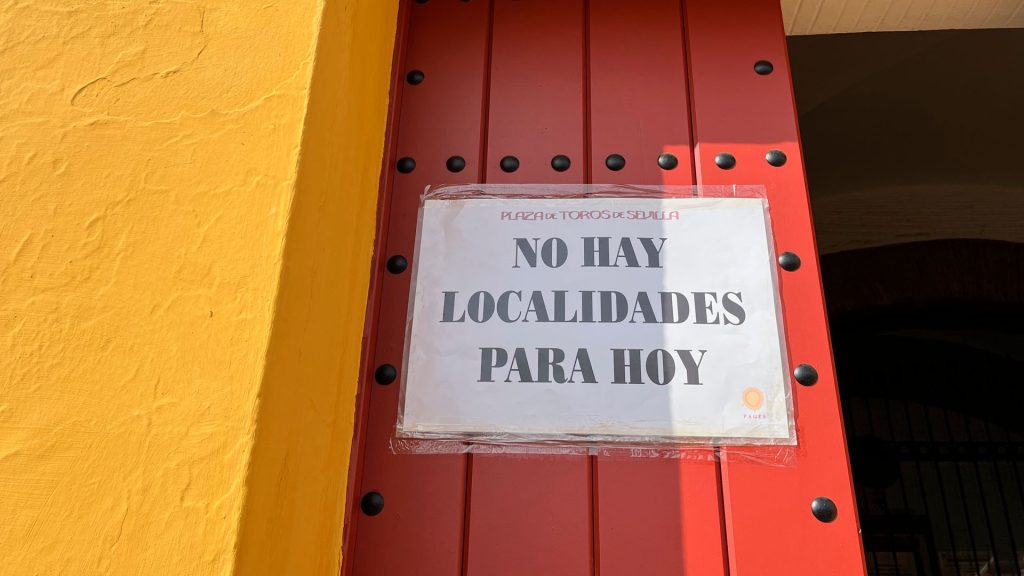 PLAZA DE TOROS DE SEVILLA
NO HAY
LOCALIDADES
PARA HOY
PAGÉS